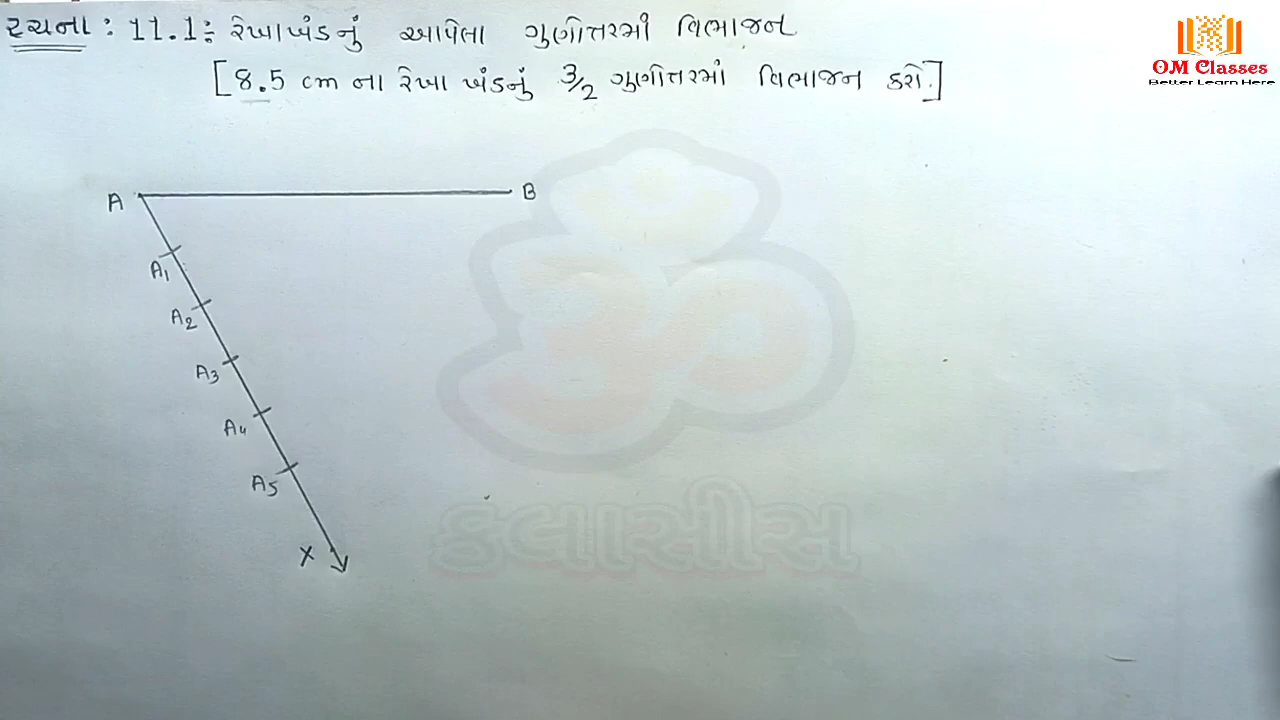 રચના : 11.1 : રેખાખંડનું આપેલા ગુણોત્તરમાં વિભાજન
[8.5 cm ના રેખા ખંડનું 3/2 ગુણોત્તરમાં વિભાજન કરો.]
OM Classes
Better Learn Here
A B
A1
A2
A3
A4
A5
X
ૐ
કલાસીસ